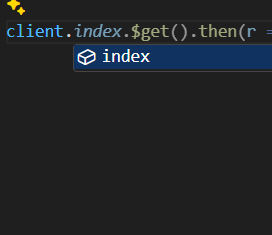 client.index.$get().then(r =
index